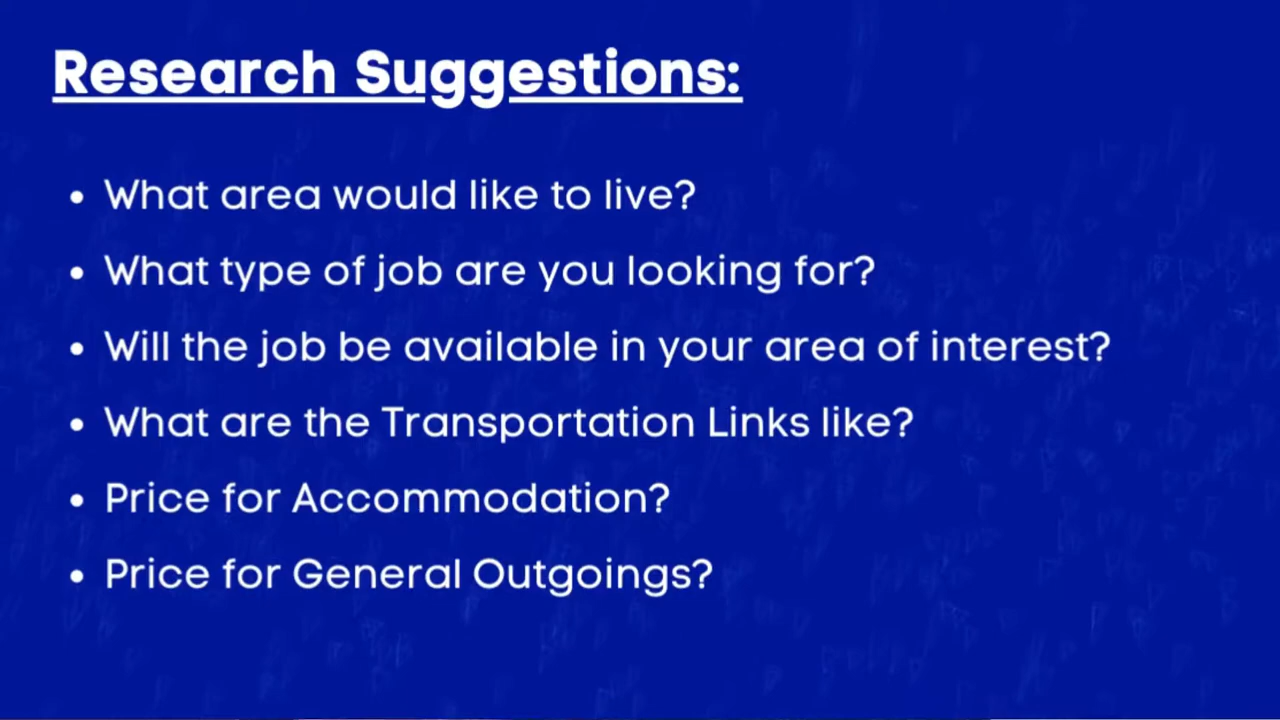 Research Suggestions:
• What area would like to live?
• What type of job are you looking for?
• Will the job be available in your area of interest?
• What are the Transportation Links like?
• Price for Accommodation?
• Price for General Outgoings?